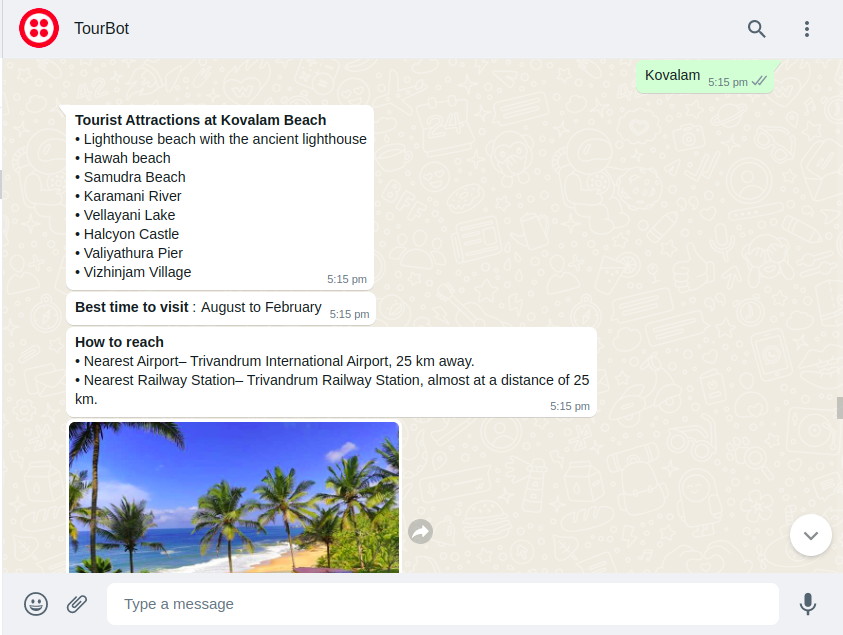 TourBot
Kovalam 5:15 pm
Tourist Attractions at Kovalam Beach
• Lighthouse beach with the ancient lighthouse
• Hawah beach
• Samudra Beach
• Karamani River
• Vellayani Lake
• Halcyon Castle
• Valiyathura Pier
• Vizhinjam Village
5:15 pm
Best time to visit : August to February 5:15 pm
How to reach
• Nearest Airport– Trivandrum International Airport, 25 km away.
• Nearest Railway Station– Trivandrum Railway Station, almost at a distance of 25
km.
5:15 pm
Type a message